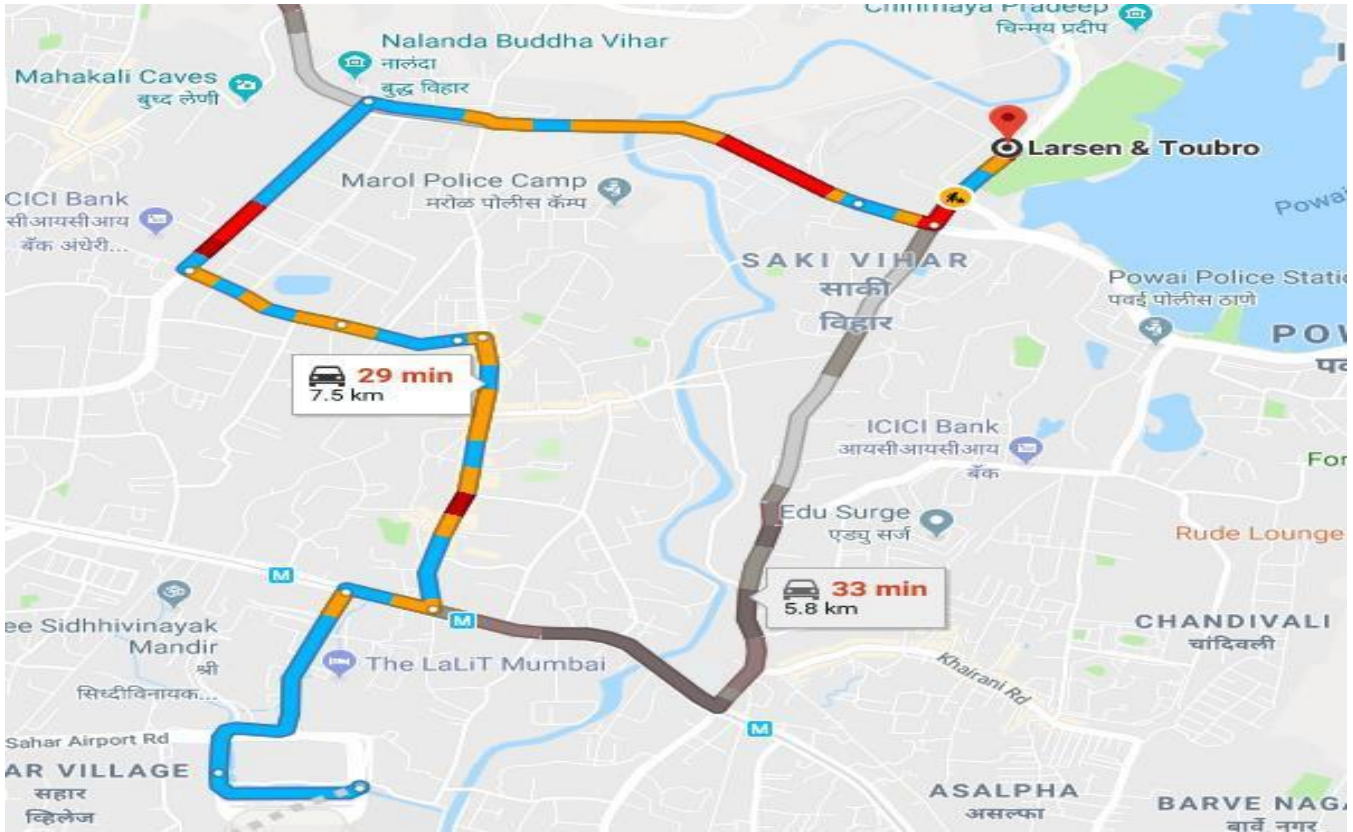 Chinmaya Pradeep
चिन्मय प्रदीप
Nalanda Buddha Vihar
नालंदा
बुद्ध विहार
Mahakali Caves
बुध्द लेणी
Larsen & Toubro
Marol Police Camp
मरोळ पोलीस कॅम्प
CICI Bank
सीआयसीआय
बॅक अंधेरी...
Powai
SAKI VIHAR
साकी
विहार
Powai Police Static
पवई पोलीस ठाणे
POW
पव
29 min
7.5 km
ICICI Bank
आयसीआयसीआय
बॅक
For
Edu Surge
एड्यु सर्ज
Rude Lounge
M
33 min
5.8 km
ee Sidhhivinayak
Mandir
श्री
सिध्दीविनायक...
M
The LaLiT Mumbai
CHANDIVALI
चांदिवली
Khairani Rd
M
Sahar Airport Rd
AR VILLAGE
सहार
व्हिलेज
ASALPHA
असल्फा
BARVE NAGA
बार्वे नगर